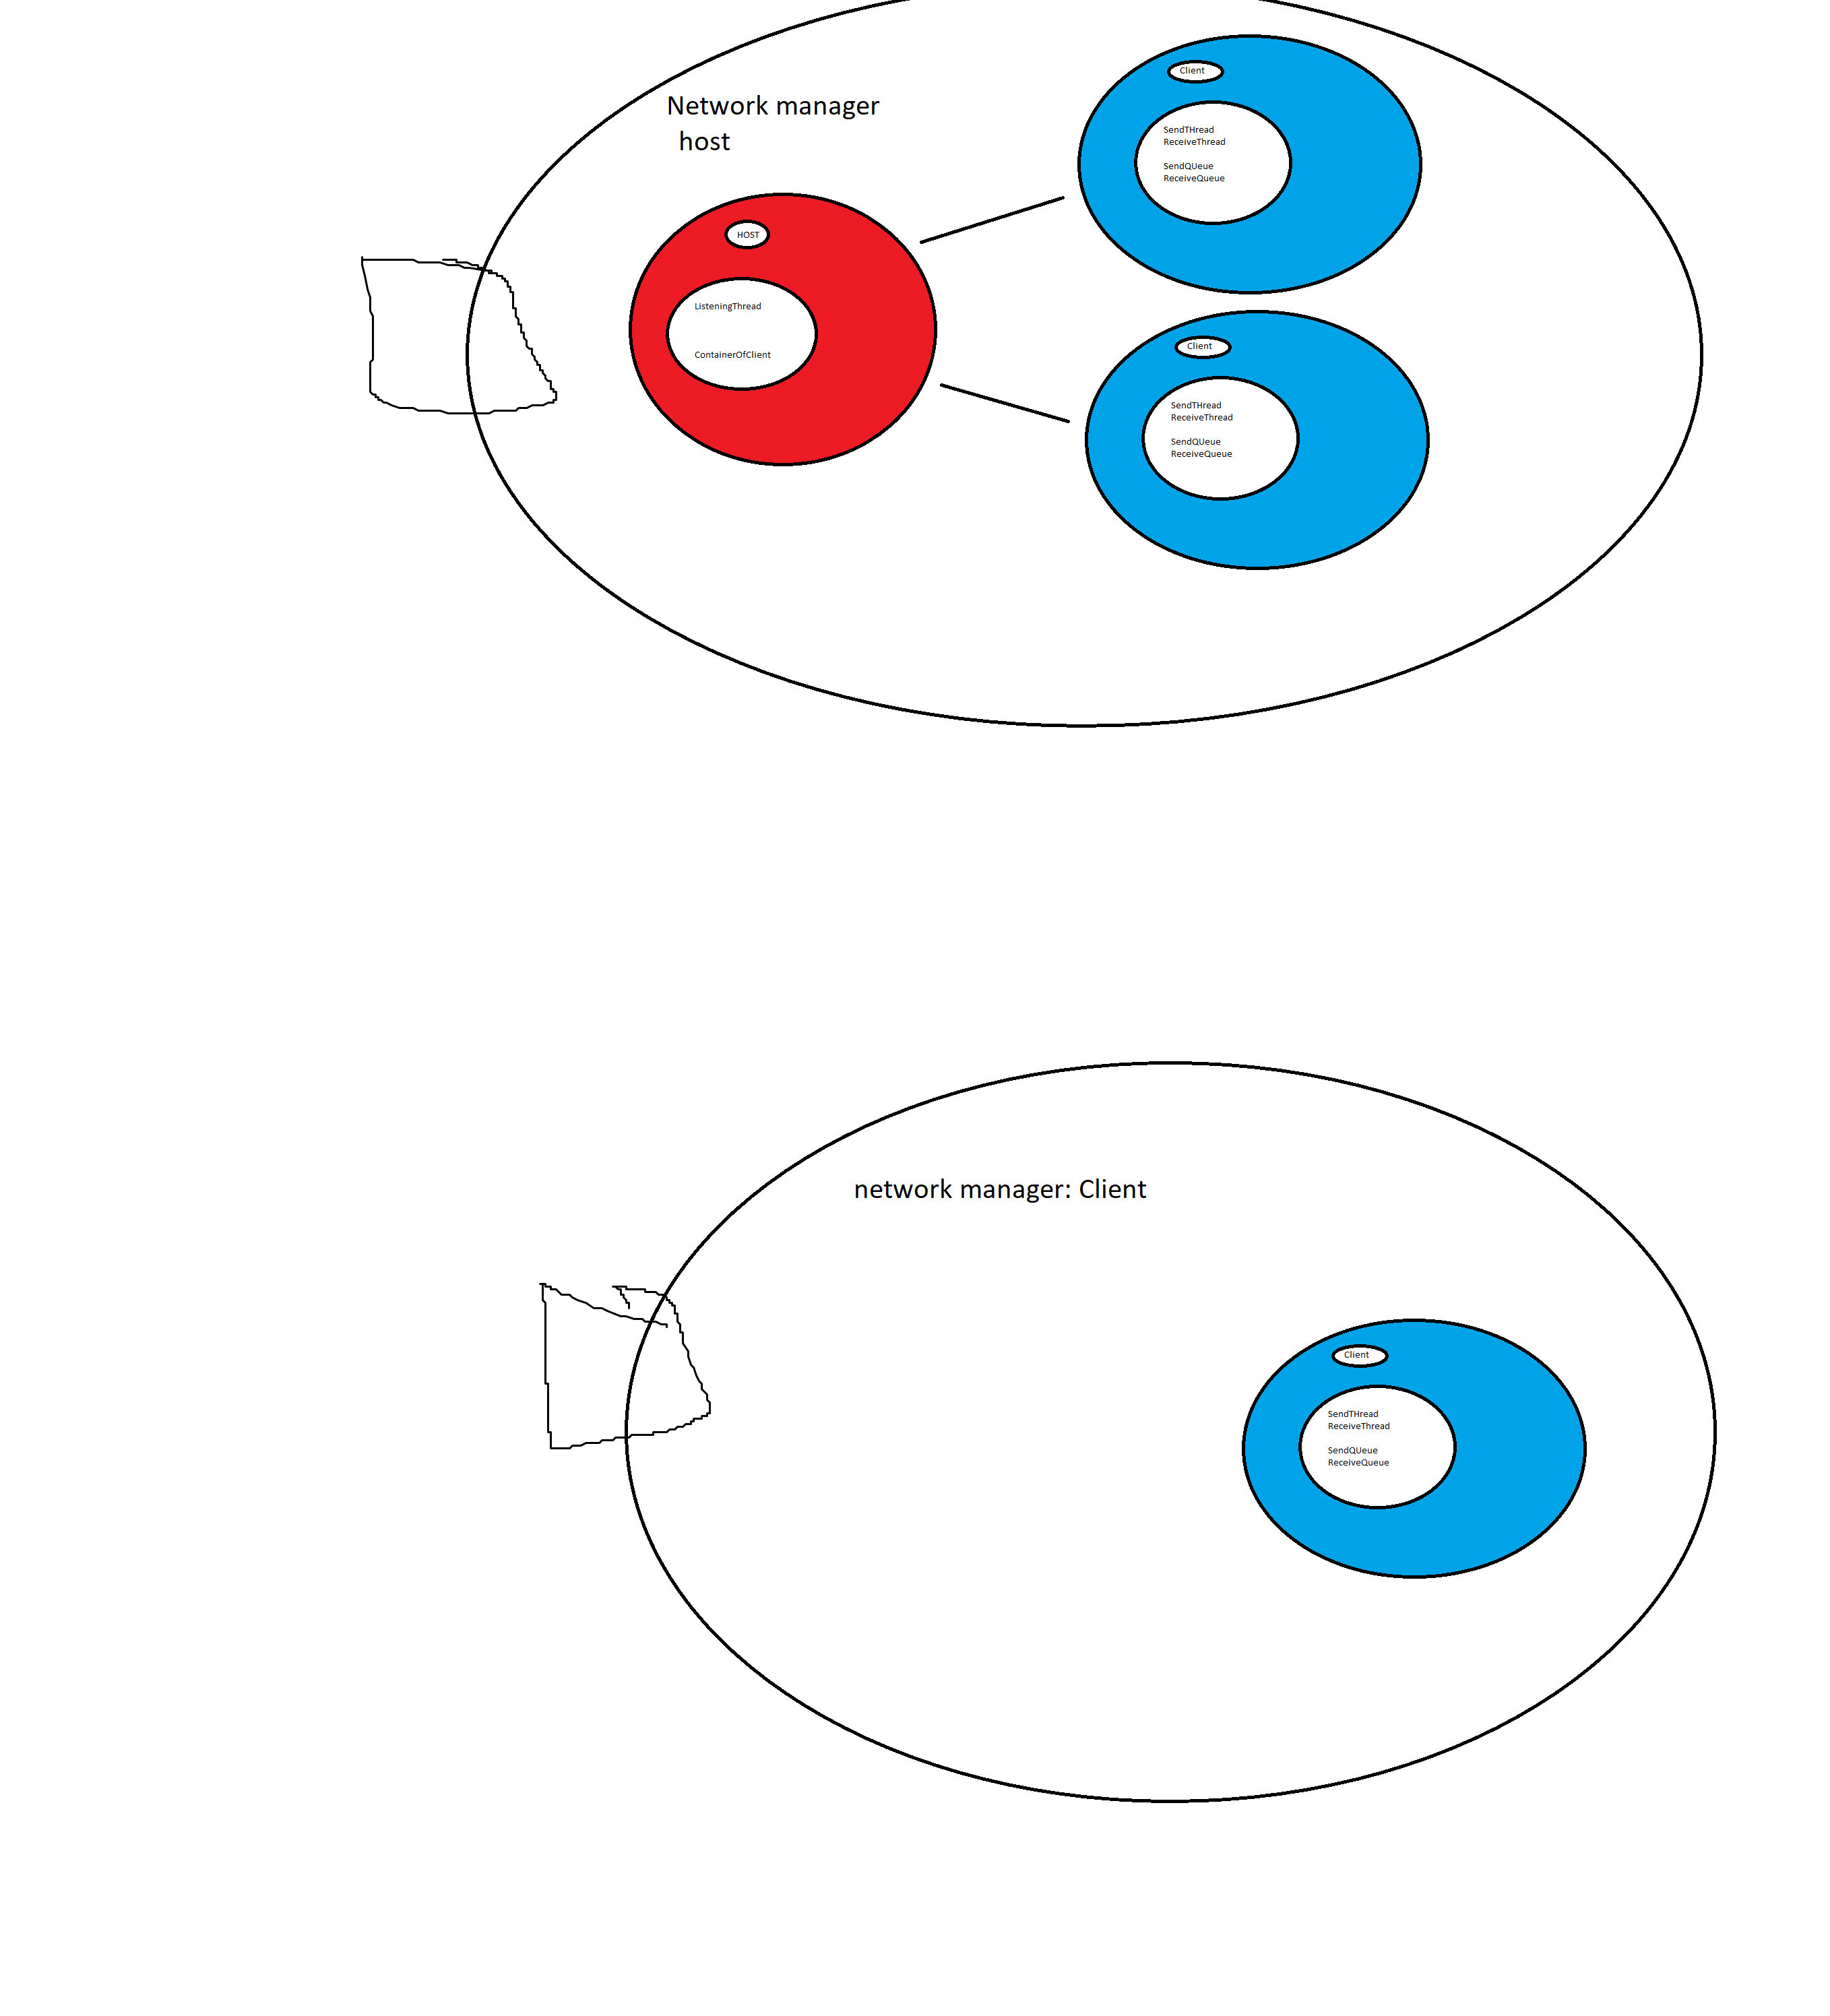 Network manager
host
HOST
ListeningThread
ContainerOfClient
Client
SendTHread
ReceiveThread
SendQUeue
ReceiveQueue
Client
SendTHread
ReceiveThread
SendQUeue
ReceiveQueue
network manager: Client
Client
SendTHread
ReceiveThread
SendQUeue
ReceiveQueue